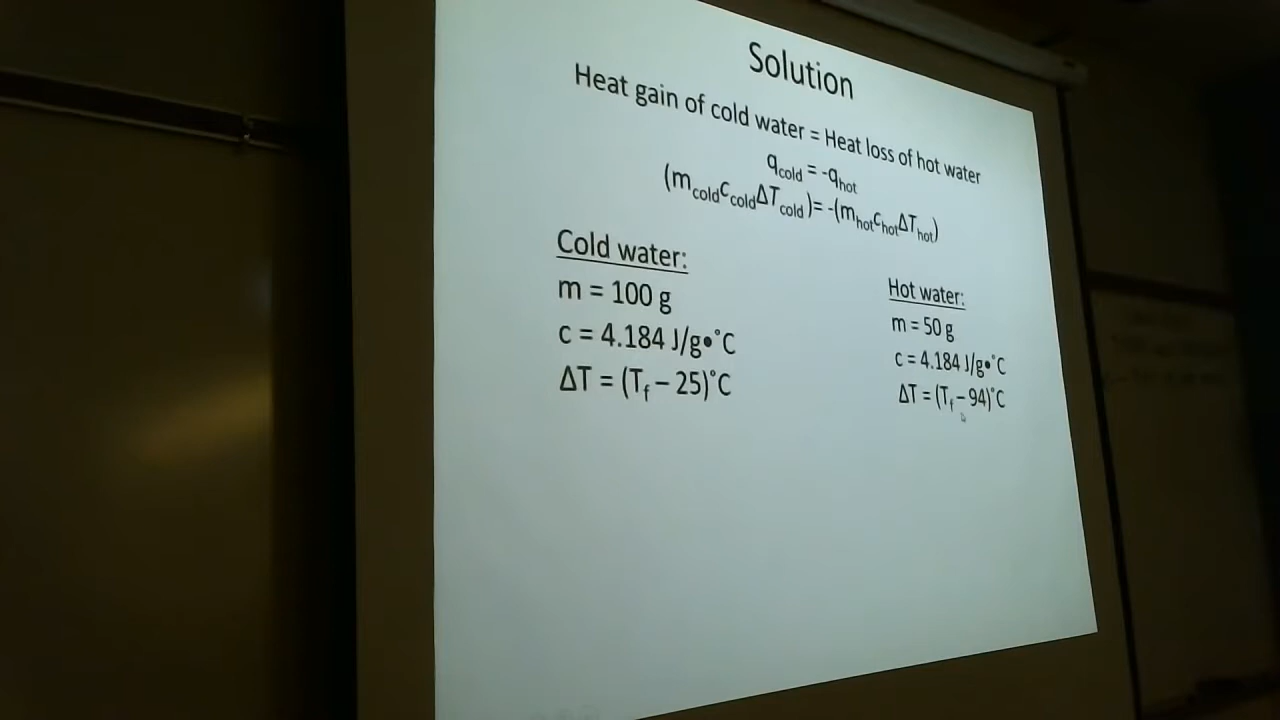 Solution
Heat gain of cold water = Heat loss of hot water
q_cold = -q_hot
(m_cold c_cold ΔT_cold )= -(m_hot c_hot ΔT_hot)
Cold water:
m = 100 g
c = 4.184 J/g•˚C
ΔT = (T_f – 25)˚C
Hot water:
m = 50 g
c = 4.184 J/g•˚C
ΔT = (T_f – 94)˚C